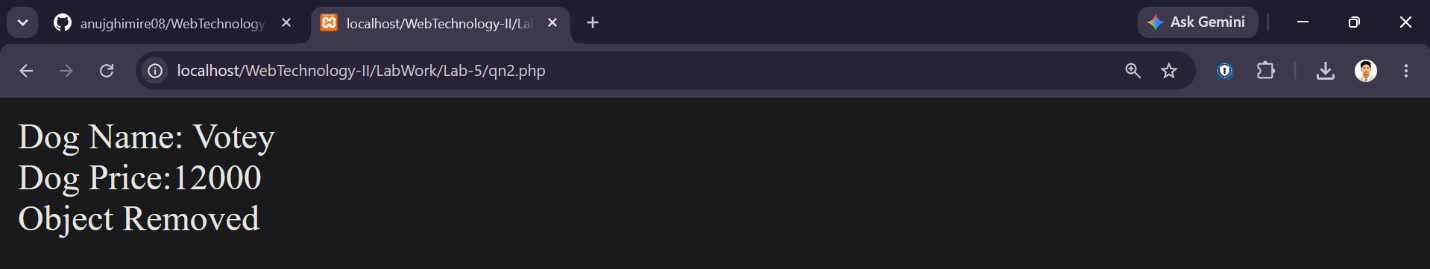 anujghimire08/WebTechnology
localhost/WebTechnology-II/La
Ask Gemini
localhost/WebTechnology-II/LabWork/Lab-5/qn2.php
Dog Name: Votey
Dog Price:12000
Object Removed